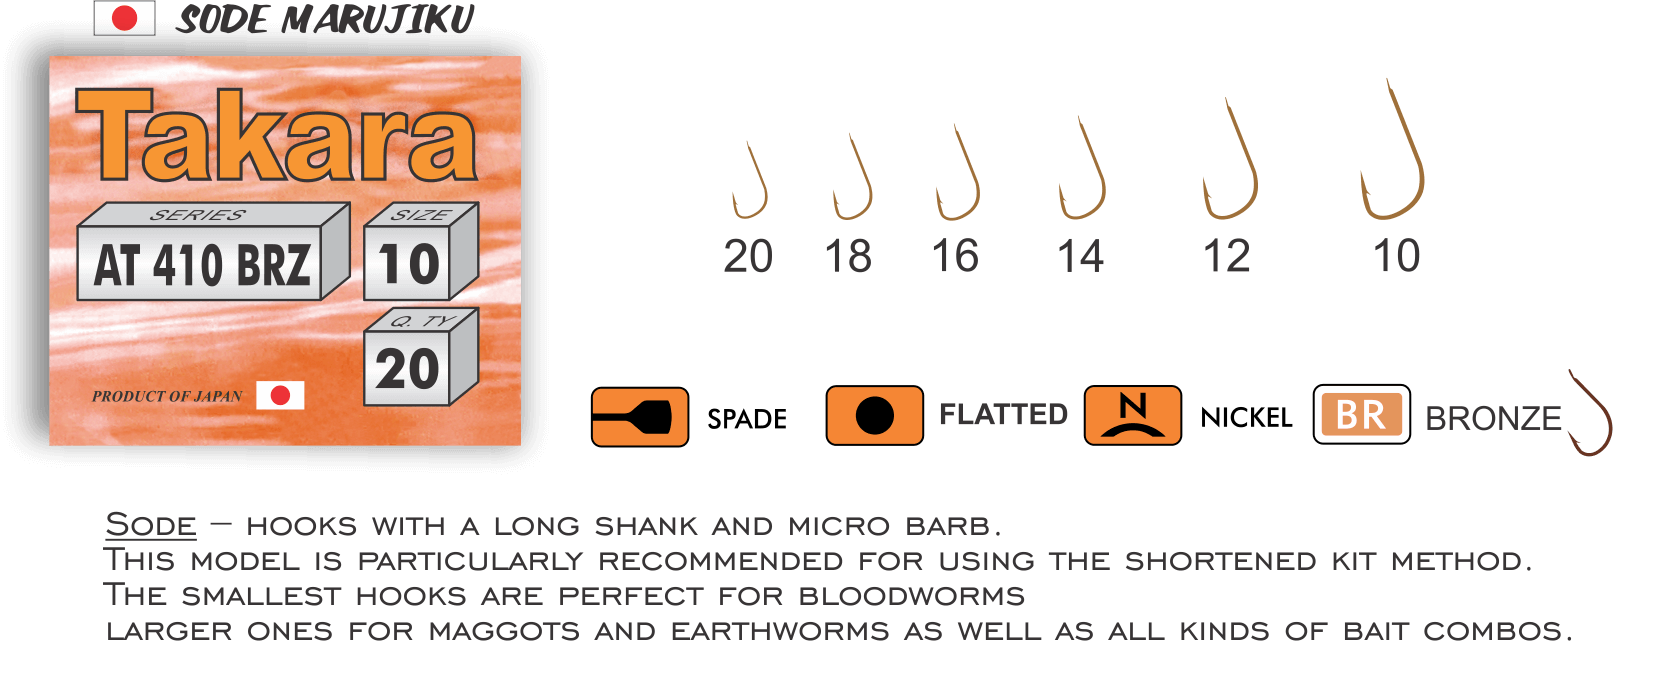 SODE MARUJIKU
Takara
SERIES
AT 410 BRZ
SIZE
10
Q. TY
20
PRODUCT OF JAPAN
20 18 16 14 12 10
SPADE
FLATTED
N
NICKEL
BR
BRONZE
SODE – HOOKS WITH A LONG SHANK AND MICRO BARB.
THIS MODEL IS PARTICULARLY RECOMMENDED FOR USING THE SHORTENED KIT METHOD.
THE SMALLEST HOOKS ARE PERFECT FOR BLOODWORMS
LARGER ONES FOR MAGGOTS AND EARTHWORMS AS WELL AS ALL KINDS OF BAIT COMBOS.